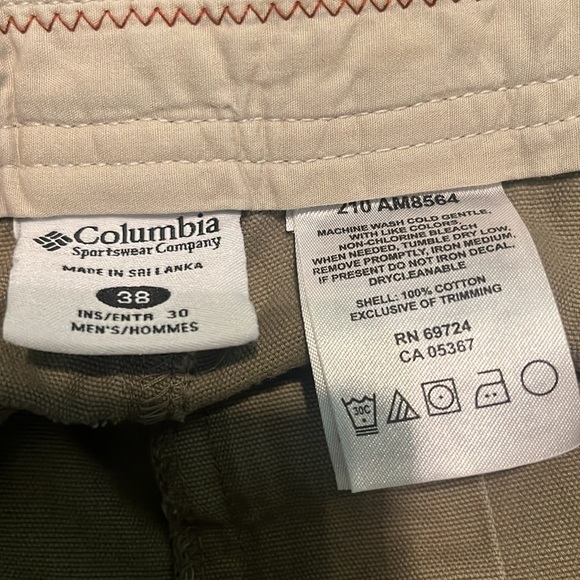 Columbia
Sportswear Company
MADE IN SRI LANKA
38
INS/ENTR 30
MEN'S/HOMMES
210 AM8564
MACHINE WASH COLD GENTLE,
WITH LIKE COLORS,
NON-CHLORINE BLEACH
WHEN NEEDED, TUMBLE DRY LOW,
REMOVE PROMPTLY, IRON MEDIUM,
IF PRESENT DO NOT IRON DECAL,
DRYCLEANABLE
SHELL: 100% COTTON
EXCLUSIVE OF TRIMMING
RN 69724
CA 05367
30C